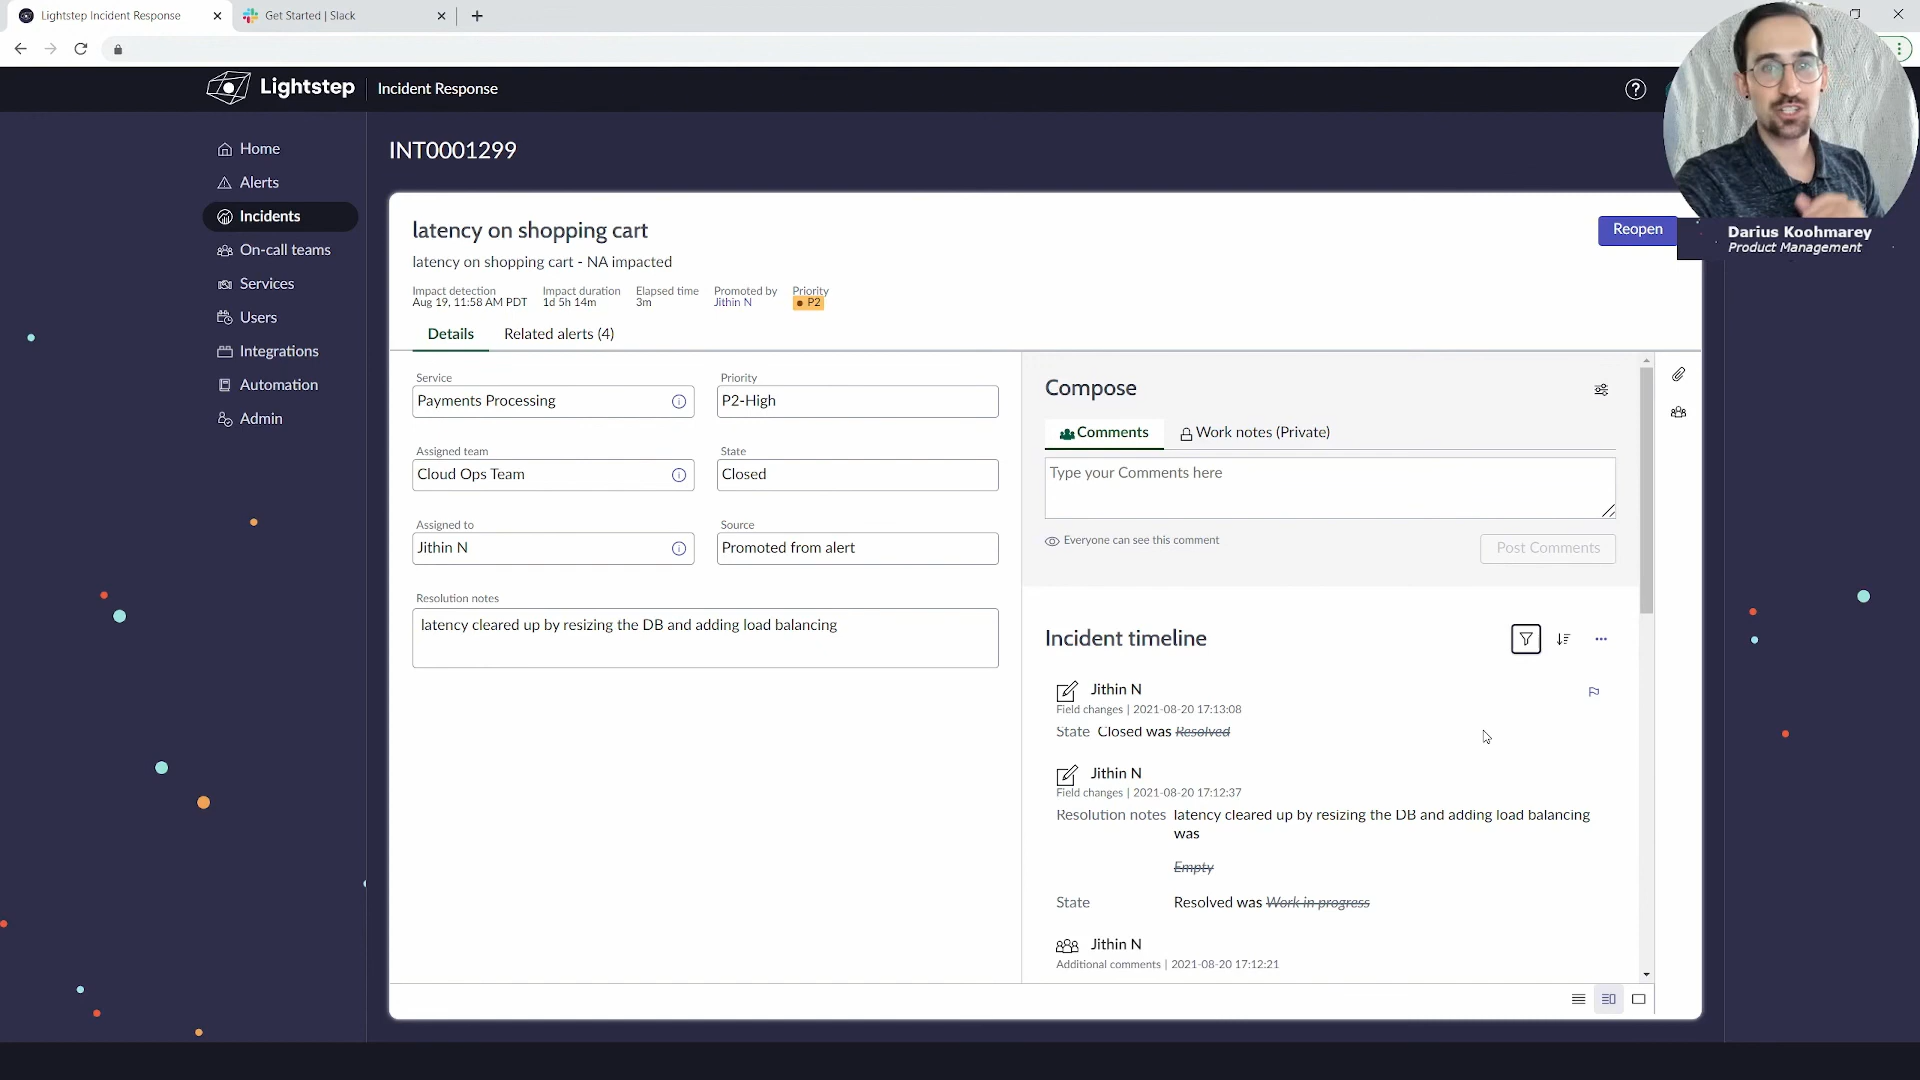 Lightstep Incident Response
Get Started | Slack
Lightstep
Incident Response
Home
Alerts
Incidents
On-call teams
Services
Users
Integrations
Automation
Admin
INT0001299
latency on shopping cart
Reopen
latency on shopping cart - NA impacted
Impact detection
Aug 19, 11:58 AM PDT
Impact duration
1d 5h 14m
Elapsed time
3m
Promoted by
Jithin N
Priority
P2
Details
Related alerts (4)
Service
Payments Processing
Priority
P2-High
Assigned team
Cloud Ops Team
State
Closed
Assigned to
Jithin N
Source
Promoted from alert
Resolution notes
latency cleared up by resizing the DB and adding load balancing
Compose
Comments
Work notes (Private)
Type your Comments here
Everyone can see this comment
Post Comments
Incident timeline
Jithin N
Field changes | 2021-08-20 17:13:08
State Closed was Resolved
Jithin N
Field changes | 2021-08-20 17:12:37
Resolution notes latency cleared up by resizing the DB and adding load balancing
was
Empty
State Resolved was Work in progress
Jithin N
Additional comments | 2021-08-20 17:12:21
Darius Koohmarey
Product Management